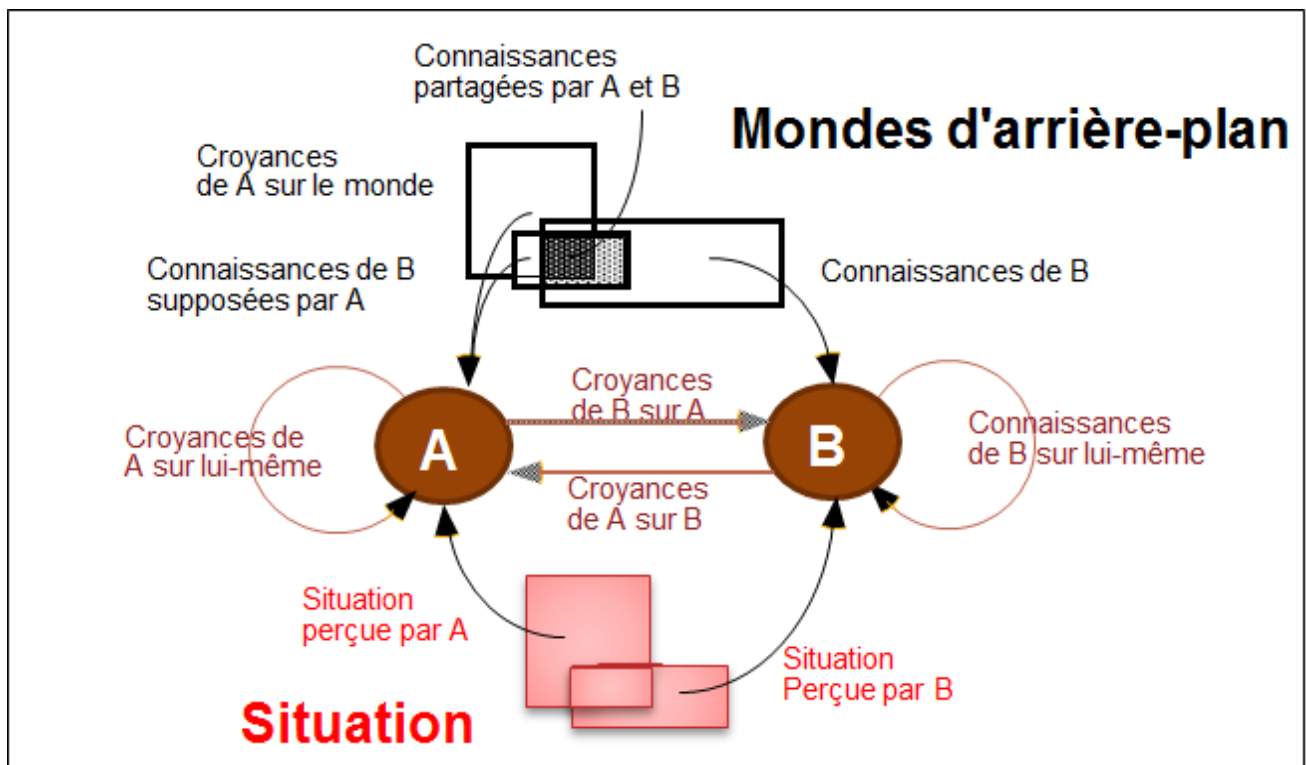 Connaissances
partagées par A et B
Mondes d'arrière-plan
Croyances
de A sur le monde
Connaissances de B
supposées par A
Connaissances de B
Croyances
de B sur A
Croyances de
A sur lui-même
A
B
Connaissances
de B sur lui-même
Croyances
de A sur B
Situation
perçue par A
Situation
Perçue par B
Situation